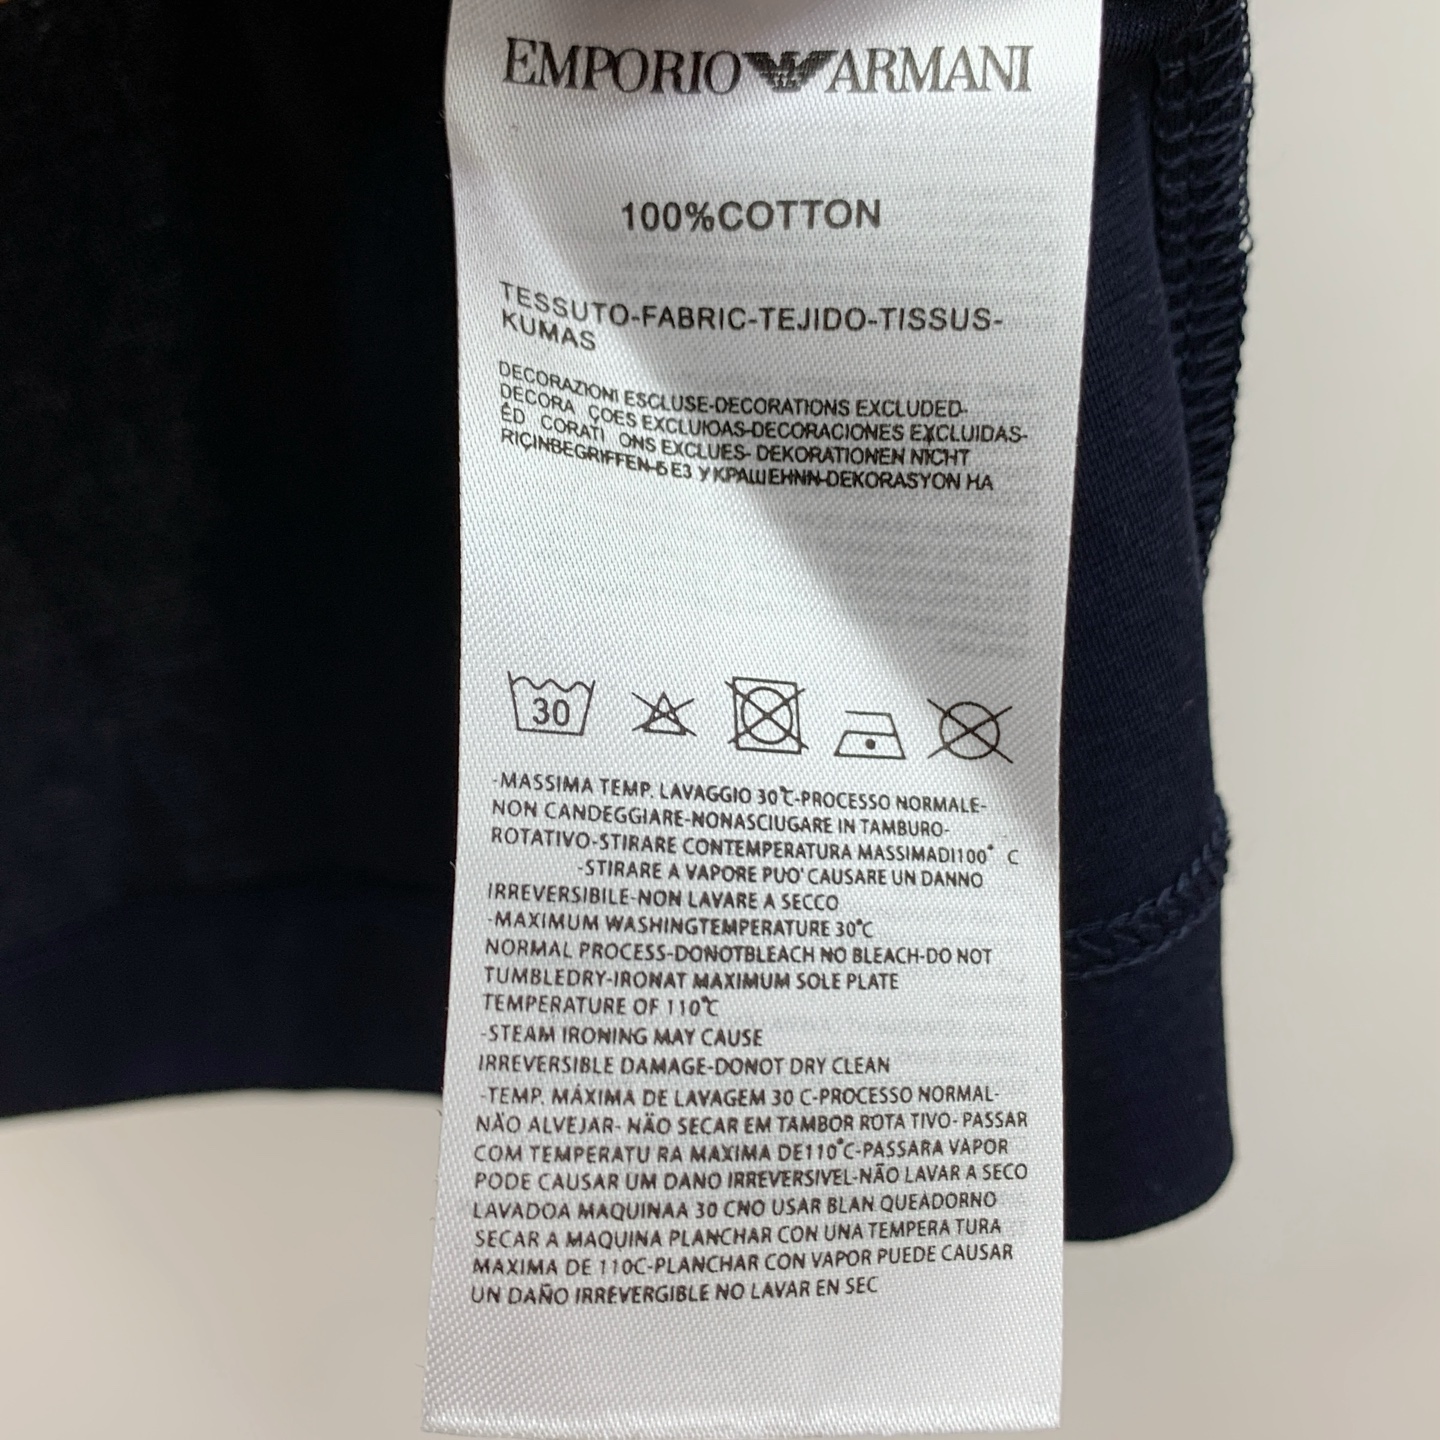 EMPORIO ARMANI
100%COTTON
TESSUTO-FABRIC-TEJIDO-TISSUS-
KUMAS
DECORAZIONI ESCLUSE-DECORATIONS EXCLUDED-
DECORA ÇOES EXCLUIOAS-DECORACIONES EXCLUIDAS-
ÉD CORATI ONS EXCLUES- DEKORATIONEN NICHT
RIÇINBEGRIFFEN-Б ЕЗ УКРАШЕНNN-DEKORASYON HA
30
-MASSIMA TEMP. LAVAGGIO 30℃-PROCESSO NORMALE-
NON CANDEGGIARE-NONASCIUGARE IN TAMBURO-
ROTATIVO-STIRARE CONTEMPERATURA MASSIMADI100° C
-STIRARE A VAPORE PUO' CAUSARE UN DANNO
IRREVERSIBILE-NON LAVARE A SECCO
-MAXIMUM WASHINGTEMPERATURE 30℃
NORMAL PROCESS-DONOTBLEACH NO BLEACH-DO NOT
TUMBLEDRY-IRONAT MAXIMUM SOLE PLATE
TEMPERATURE OF 110℃
-STEAM IRONING MAY CAUSE
IRREVERSIBLE DAMAGE-DONOT DRY CLEAN
-TEMP. MÁXIMA DE LAVAGEM 30 C-PROCESSO NORMAL-
NÃO ALVEJAR- NÃO SECAR EM TAMBOR ROTA TIVO- PASSAR
COM TEMPERATU RA MAXIMA DE110°C-PASSARA VAPOR
PODE CAUSAR UM DANO IRREVERSIVEL-NÃO LAVAR A SECO
LAVADOA MAQUINAA 30 CNO USAR BLAN QUEADORNO
SECAR A MAQUINA PLANCHAR CON UNA TEMPERA TURA
MAXIMA DE 110C-PLANCHAR CON VAPOR PUEDE CAUSAR
UN DAÑO IRREVERGIBLE NO LAVAR EN SEC